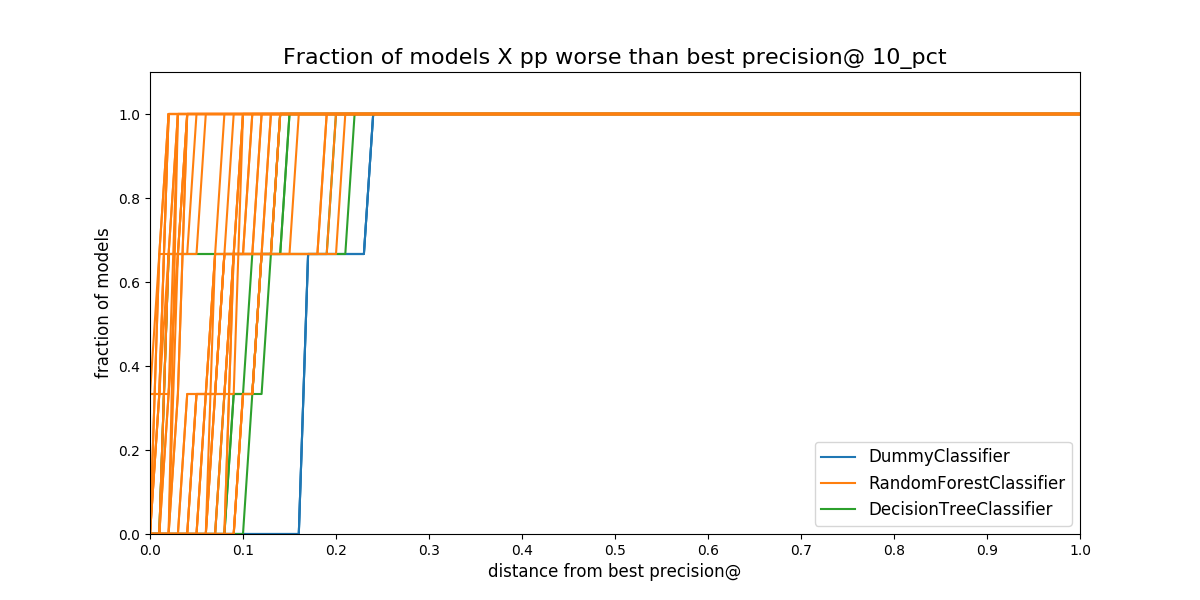 Fraction of models X pp worse than best precision@ 10_pct
fraction of models
1.0
0.8
0.6
0.4
0.2
0.0
0.0 0.1 0.2 0.3 0.4 0.5 0.6 0.7 0.8 0.9 1.0
distance from best precision@
DummyClassifier
RandomForestClassifier
DecisionTreeClassifier